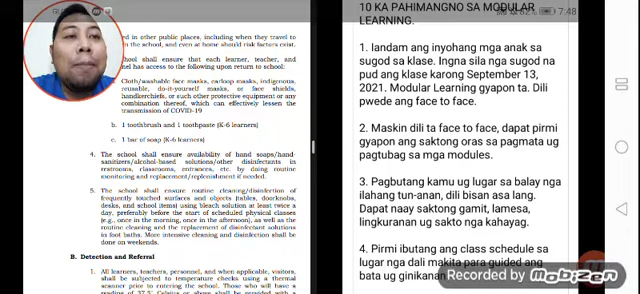 ed in other public places, including when they travel to
m the school, and even at home should risk factors exist.
chool shall ensure that each learner, teacher, and
nel has access to the following upon return to school:
Cloth/washable face masks, earloop masks, indigenous,
reusable, do-it-yourself masks, or face shields,
handkerchiefs, or such other protective equipment or any
combination thereof, which can effectively lessen the
transmission of COVID-19
b. 1 toothbrush and 1 toothpaste (K-6 learners)
c. 1 bar of soap (K-6 learners)
4. The school shall ensure availability of hand soaps/hand-
sanitizers/alcohol-based solutions/other disinfectants in
restrooms, classrooms, entrances, etc. by doing routine
monitoring and replacement/replenishment if needed.
5. The school shall ensure routine cleaning/disinfection of
frequently touched surfaces and objects (tables, doorknobs,
desks, and school items) using bleach solution at least twice a
day, preferably before the start of scheduled physical classes
(e.g., once in the morning, once in the afternoon), as well as the
routine cleaning and the replacement of disinfectant solutions
in foot baths. More intensive cleaning and disinfection shall be
done on weekends.
B. Detection and Referral
1. All learners, teachers, personnel, and when applicable, visitors,
shall be subjected to temperature checks using a thermal
scanner prior to entering the school. Those who will have a
10 KA PAHIMANGNO SA MODULAR
LEARNING.
82% 7:48
1. Iandam ang inyohang mga anak sa
sugod sa klase. Ingna sila nga sugod na
pud ang klase karong September 13,
2021. Modular Learning gyapon ta. Dili
pwede ang face to face.
2. Maskin dili ta face to face, dapat pirmi
gyapon ang saktong oras sa pagmata ug
pagtubag sa mga modules.
3. Pagbutang kamu ug lugar sa balay nga
ilahang tun-anan, dili bisan asa lang.
Dapat naay saktong gamit, lamesa,
lingkuranan ug sakto nga kahayag.
4. Pirmi ibutang ang class schedule sa
lugar nga dali makita para guided ang
bata ug ginikanan
Recorded by
Mobizen